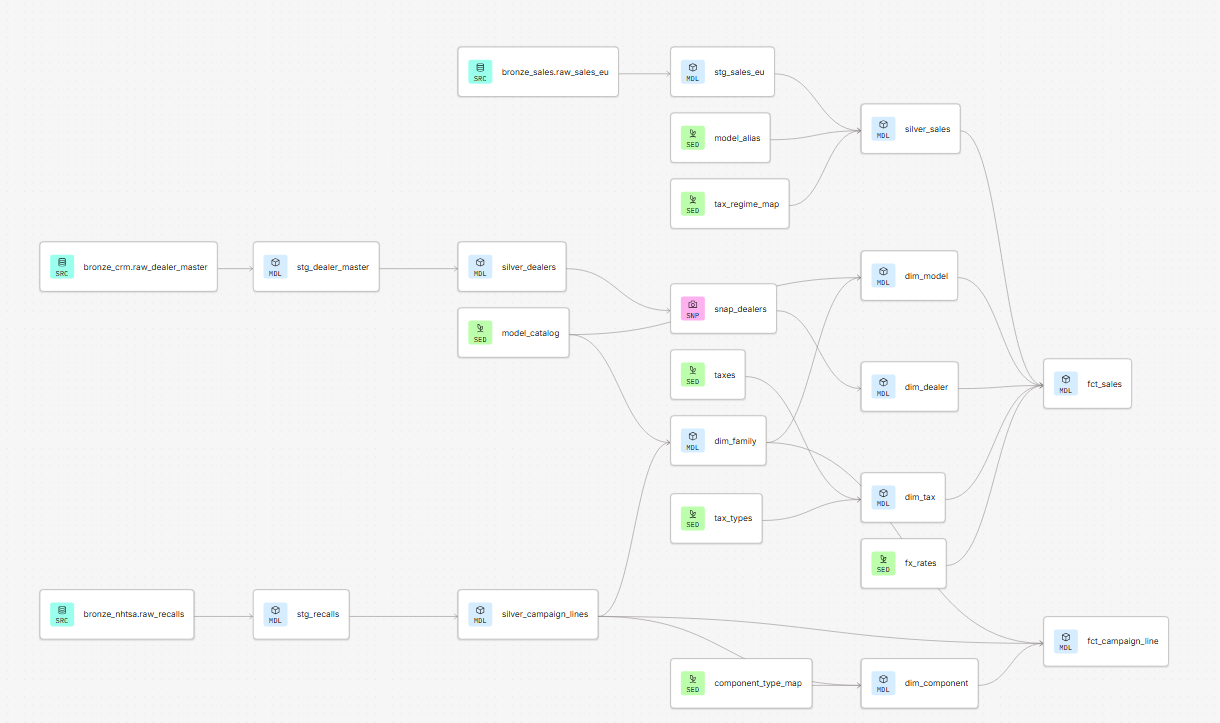 SRC bronze_sales.raw_sales_eu
MDL stg_sales_eu
SED model_alias
MDL silver_sales
SED tax_regime_map
SRC bronze_crm.raw_dealer_master
MDL stg_dealer_master
MDL silver_dealers
MDL dim_model
SNP snap_dealers
SED model_catalog
SED taxes
MDL dim_dealer
MDL fct_sales
MDL dim_family
MDL dim_tax
SED tax_types
SED fx_rates
SRC bronze_nhtsa.raw_recalls
MDL stg_recalls
MDL silver_campaign_lines
MDL fct_campaign_line
SED component_type_map
MDL dim_component